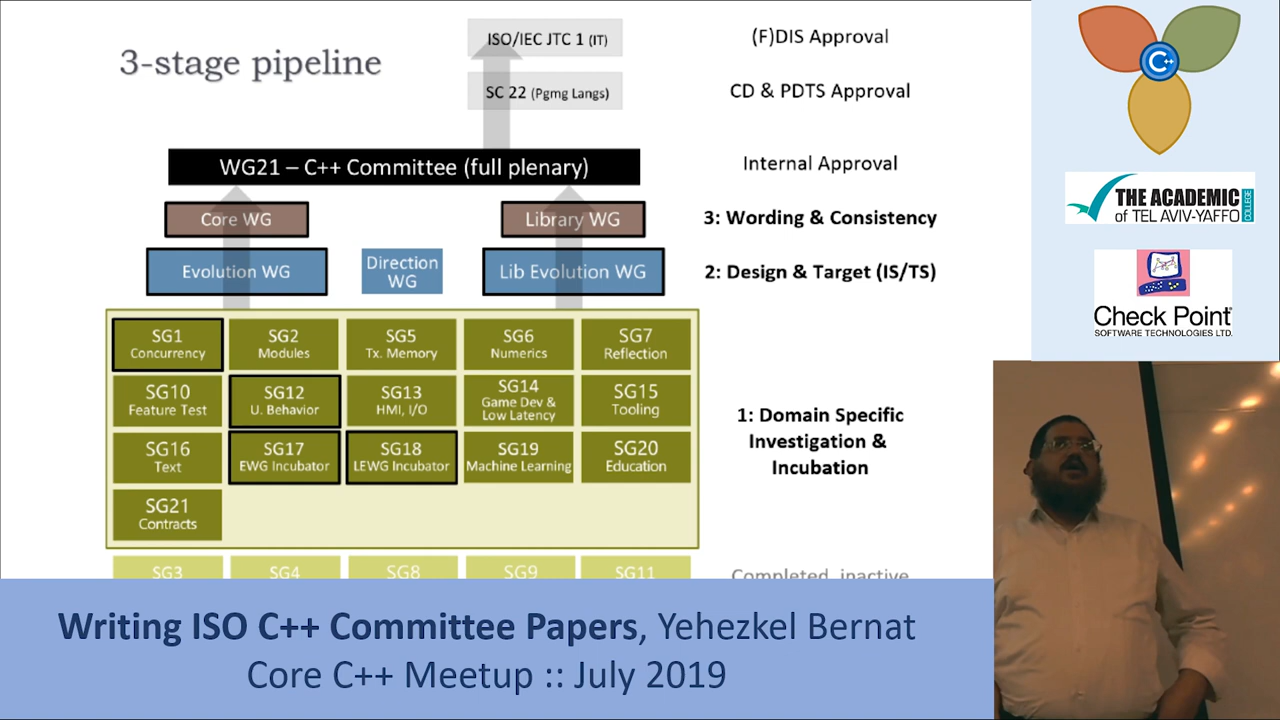 3-stage pipeline
ISO/IEC JTC 1 (IT)
(F)DIS Approval
SC 22 (Pgmg Langs)
CD & PDTS Approval
WG21 – C++ Committee (full plenary)
Internal Approval
Core WG
Library WG
3: Wording & Consistency
Evolution WG
Direction
WG
Lib Evolution WG
2: Design & Target (IS/TS)
SG1
Concurrency
SG2
Modules
SG5
Tx. Memory
SG6
Numerics
SG7
Reflection
SG10
Feature Test
SG12
U. Behavior
SG13
HMI, I/O
SG14
Game Dev &
Low Latency
SG15
Tooling
SG16
Text
SG17
EWG Incubator
SG18
LEWG Incubator
SG19
Machine Learning
SG20
Education
SG21
Contracts
1: Domain Specific
Investigation &
Incubation
SG3
SG4
SG8
SG9
SG11
Completed, inactive
C++
THE ACADEMIC
of TEL AVIV-YAFFO
COLLEGE
Check Point
SOFTWARE TECHNOLOGIES LTD.
Writing ISO C++ Committee Papers, Yehezkel Bernat
Core C++ Meetup :: July 2019